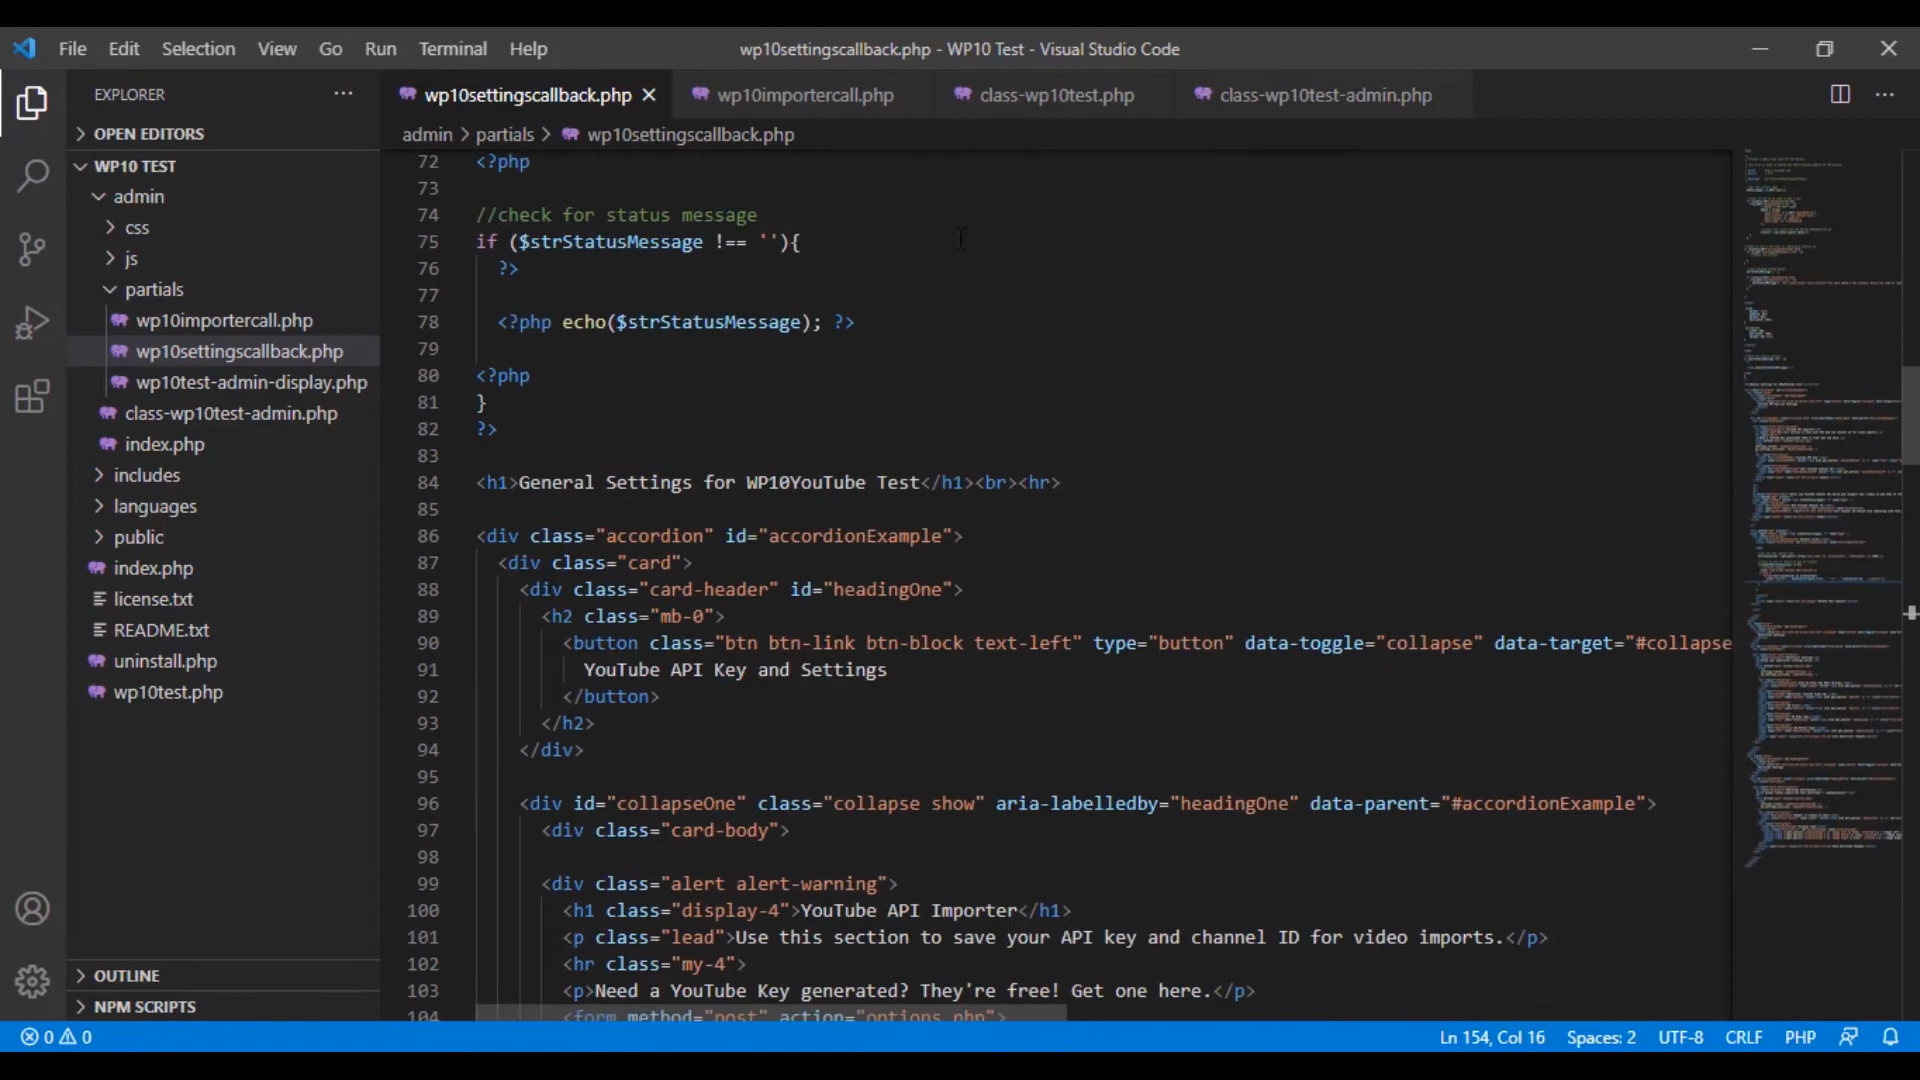 File Edit Selection View Go Run Terminal Help
wp10settingscallback.php - WP10 Test - Visual Studio Code
EXPLORER
OPEN EDITORS
WP10 TEST
admin
css
js
partials
wp10importercall.php
wp10settingscallback.php
wp10test-admin-display.php
class-wp10test-admin.php
index.php
includes
languages
public
index.php
license.txt
README.txt
uninstall.php
wp10test.php
OUTLINE
NPM SCRIPTS
wp10settingscallback.php wp10importercall.php class-wp10test.php class-wp10test-admin.php
admin > partials > wp10settingscallback.php
72 <?php
73
74 //check for status message
75 if ($strStatusMessage !== ''){
76 ?>
77
78 <?php echo($strStatusMessage); ?>
79
80 <?php
81 }
82 ?>
83
84 <h1>General Settings for WP10YouTube Test</h1><br><hr>
85
86 <div class="accordion" id="accordionExample">
87 <div class="card">
88 <div class="card-header" id="headingOne">
89 <h2 class="mb-0">
90 <button class="btn btn-link btn-block text-left" type="button" data-toggle="collapse" data-target="#collapse
91 YouTube API Key and Settings
92 </button>
93 </h2>
94 </div>
95
96 <div id="collapseOne" class="collapse show" aria-labelledby="headingOne" data-parent="#accordionExample">
97 <div class="card-body">
98
99 <div class="alert alert-warning">
100 <h1 class="display-4">YouTube API Importer</h1>
101 <p class="lead">Use this section to save your API key and channel ID for video imports.</p>
102 <hr class="my-4">
103 <p>Need a YouTube Key generated? They're free! Get one here.</p>
104 <form method="post" action="options.php">
0 0
Ln 154, Col 16 Spaces: 2 UTF-8 CRLF PHP